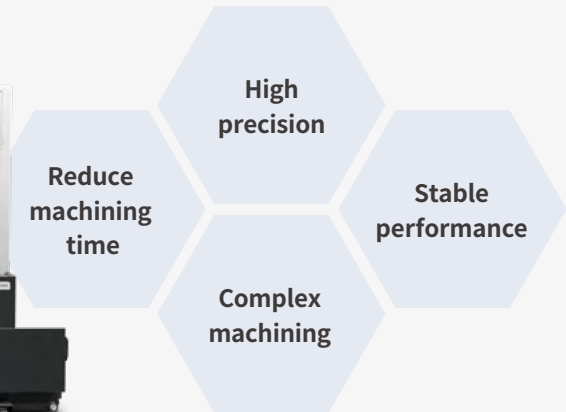 High
precision
Reduce
machining
time
Stable
performance
Complex
machining